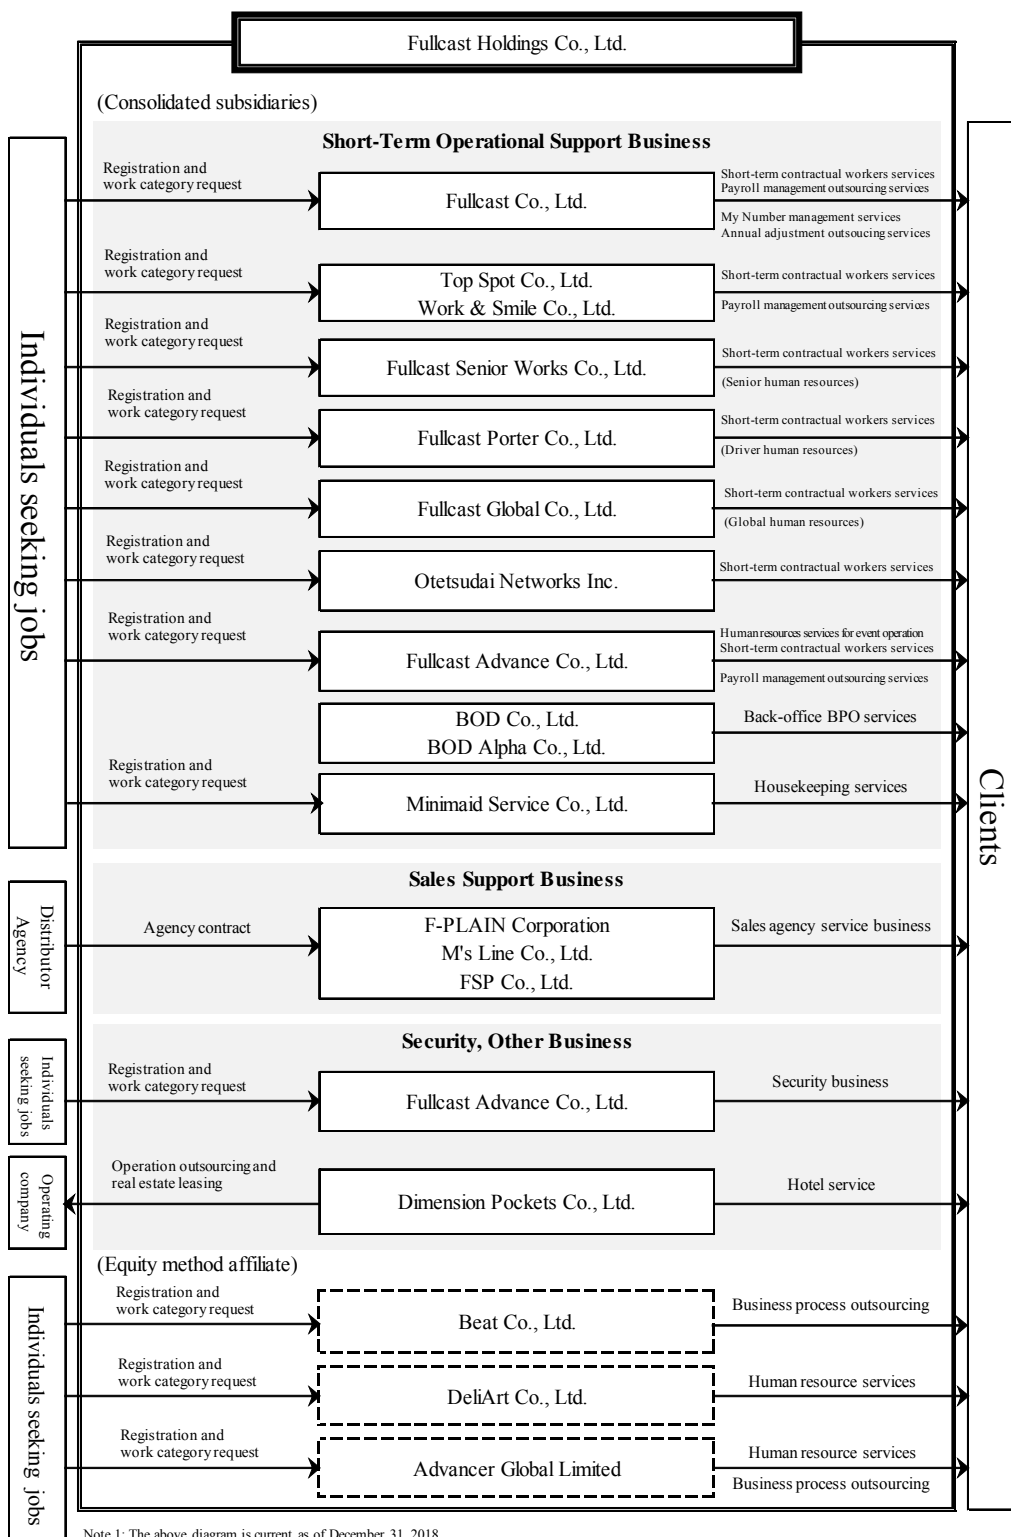 Fullcast Holdings Co., Ltd.
(Consolidated subsidiaries)
Individuals seeking jobs
Clients
Short-Term Operational Support Business
Registration and
work category request
Fullcast Co., Ltd.
Short-term contractual workers services
Payroll management outsourcing services
My Number management services
Annual adjustment outsoucing services
Registration and
work category request
Top Spot Co., Ltd.
Work & Smile Co., Ltd.
Short-term contractual workers services
Payroll management outsourcing services
Registration and
work category request
Fullcast Senior Works Co., Ltd.
Short-term contractual workers services
(Senior human resources)
Registration and
work category request
Fullcast Porter Co., Ltd.
Short-term contractual workers services
(Driver human resources)
Registration and
work category request
Fullcast Global Co., Ltd.
Short-term contractual workers services
(Global human resources)
Registration and
work category request
Otetsudai Networks Inc.
Short-term contractual workers services
Registration and
work category request
Fullcast Advance Co., Ltd.
Human resources services for event operation
Short-term contractual workers services
Payroll management outsourcing services
BOD Co., Ltd.
BOD Alpha Co., Ltd.
Back-office BPO services
Registration and
work category request
Minimaid Service Co., Ltd.
Housekeeping services
Sales Support Business
Distributor
Agency
Agency contract
F-PLAIN Corporation
M's Line Co., Ltd.
FSP Co., Ltd.
Sales agency service business
Security, Other Business
Individuals
seeking jobs
Registration and
work category request
Fullcast Advance Co., Ltd.
Security business
Operating
company
Operation outsourcing and
real estate leasing
Dimension Pockets Co., Ltd.
Hotel service
(Equity method affiliate)
Individuals seeking jobs
Registration and
work category request
Beat Co., Ltd.
Business process outsourcing
Registration and
work category request
DeliArt Co., Ltd.
Human resource services
Registration and
work category request
Advancer Global Limited
Human resource services
Business process outsourcing
Note 1: The above diagram is current as of December 31, 2018